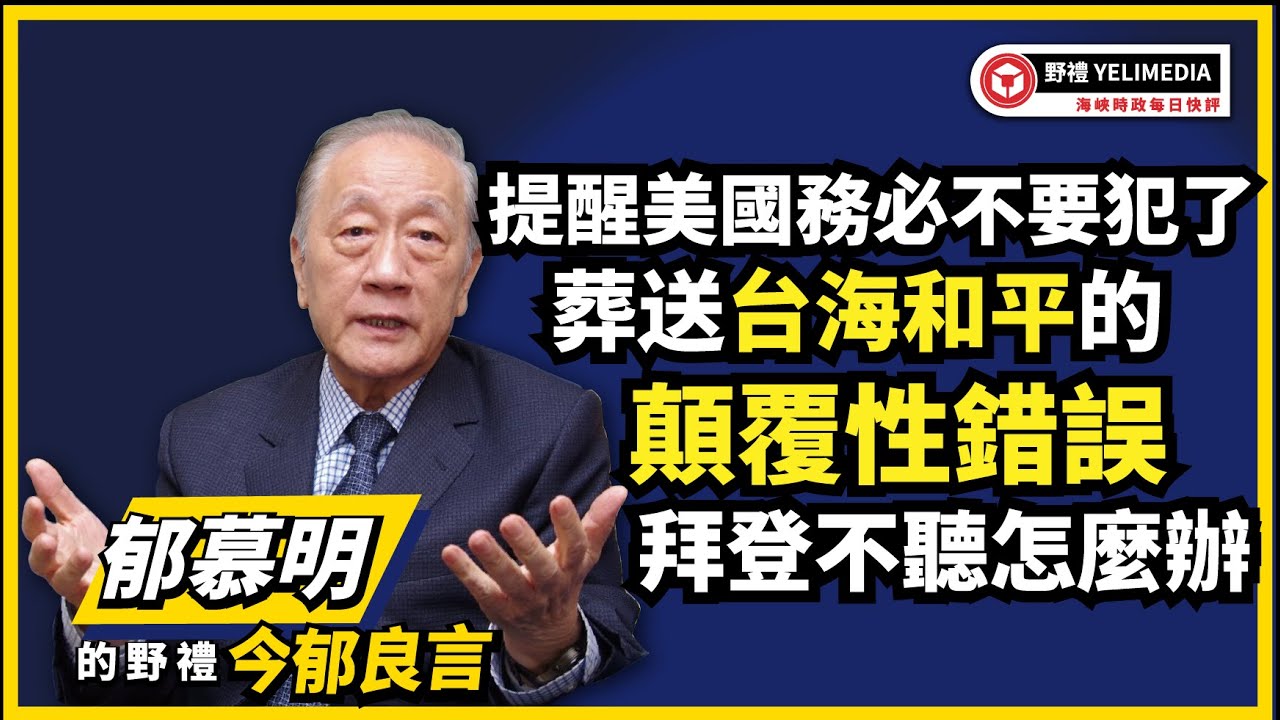 野禮 YELIMEDIA
海峽時政每日快評
提醒美國務必不要犯了
葬送台海和平的
顛覆性錯誤
拜登不聽怎麼辦
郁慕明
的野禮 今郁良言